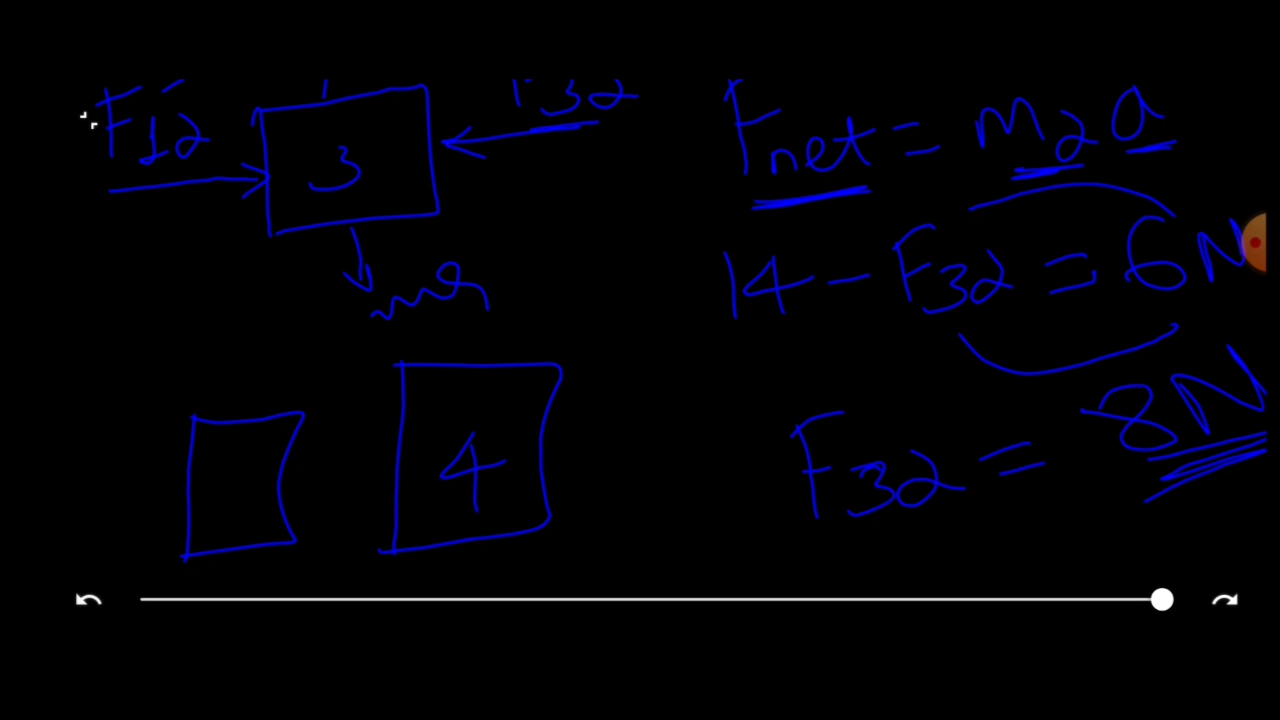 F12
3
F32
mg
4
Fnet = m2a
14 - F32 = 6N
F32 = 8N